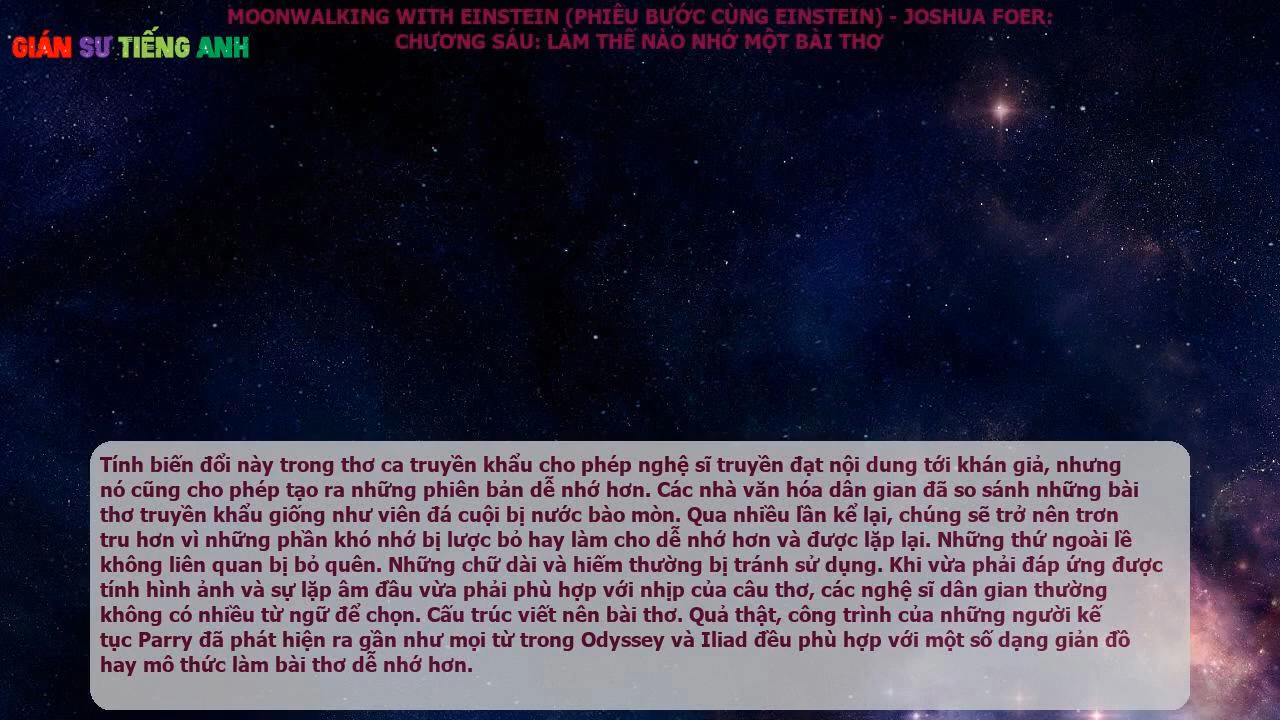 MOONWALKING WITH EINSTEIN (PHIÊU BƯỚC CÙNG EINSTEIN) - JOSHUA FOER:
CHƯƠNG SÁU: LÀM THẾ NÀO NHỚ MỘT BÀI THƠ
GIÁN SƯ TIẾNG ANH
Tính biến đổi này trong thơ ca truyền khẩu cho phép nghệ sĩ truyền đạt nội dung tới khán giả, nhưng
nó cũng cho phép tạo ra những phiên bản dễ nhớ hơn. Các nhà văn hóa dân gian đã so sánh những bài
thơ truyền khẩu giống như viên đá cuội bị nước bào mòn. Qua nhiều lần kể lại, chúng sẽ trở nên trơn
tru hơn vì những phần khó nhớ bị lược bỏ hay làm cho dễ nhớ hơn và được lặp lại. Những thứ ngoài lề
không liên quan bị bỏ quên. Những chữ dài và hiếm thường bị tránh sử dụng. Khi vừa phải đáp ứng được
tính hình ảnh và sự lặp âm đầu vừa phải phù hợp với nhịp của câu thơ, các nghệ sĩ dân gian thường
không có nhiều từ ngữ để chọn. Cấu trúc viết nên bài thơ. Quả thật, công trình của những người kế
tục Parry đã phát hiện ra gần như mọi từ trong Odyssey và Iliad đều phù hợp với một số dạng giản đồ
hay mô thức làm bài thơ dễ nhớ hơn.